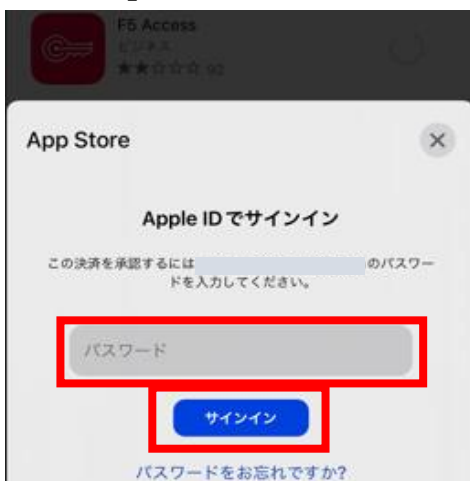 F5 Access
ビジネス
★★☆☆☆ 92
App Store
Apple IDでサインイン
この決済を承認するには のパスワー
ドを入力してください。
パスワード
サインイン
パスワードをお忘れですか?